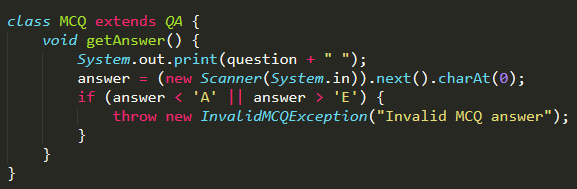 class MCQ extends QA {
    void getAnswer() {
        System.out.print(question + " ");
        answer = (new Scanner(System.in)).next().charAt(0);
        if (answer < 'A' || answer > 'E') {
            throw new InvalidMCQException("Invalid MCQ answer");
        }
    }
}